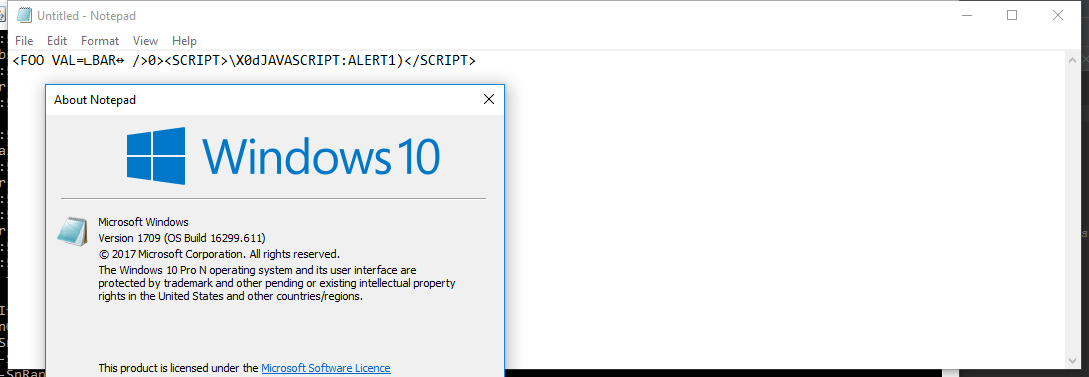 Untitled - Notepad
File Edit Format View Help
<FOO VAL=∟BAR↔ />0><SCRIPT>\X0dJAVASCRIPT:ALERT1)</SCRIPT>
About Notepad
Windows 10
Microsoft Windows
Version 1709 (OS Build 16299.611)
© 2017 Microsoft Corporation. All rights reserved.
The Windows 10 Pro N operating system and its user interface are
protected by trademark and other pending or existing intellectual property
rights in the United States and other countries/regions.
This product is licensed under the Microsoft Software Licence